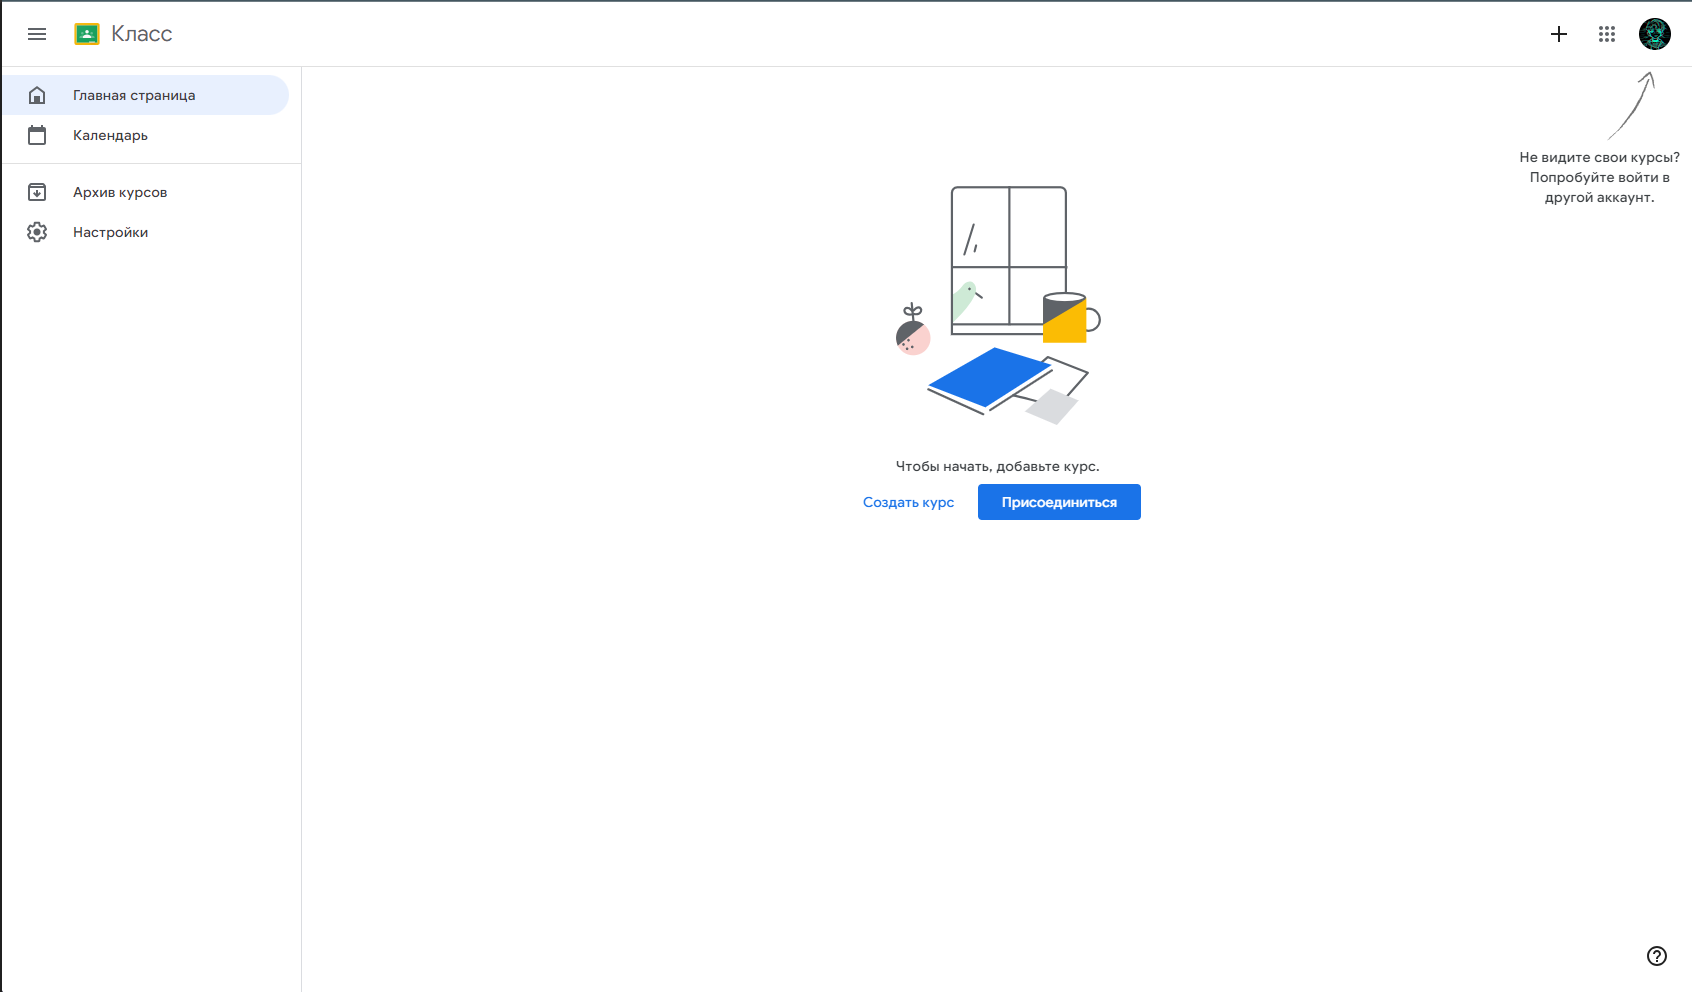 Класс
Главная страница
Календарь
Архив курсов
Настройки
Не видите свои курсы?
Попробуйте войти в
другой аккаунт.
Чтобы начать, добавьте курс.
Создать курс
Присоединиться